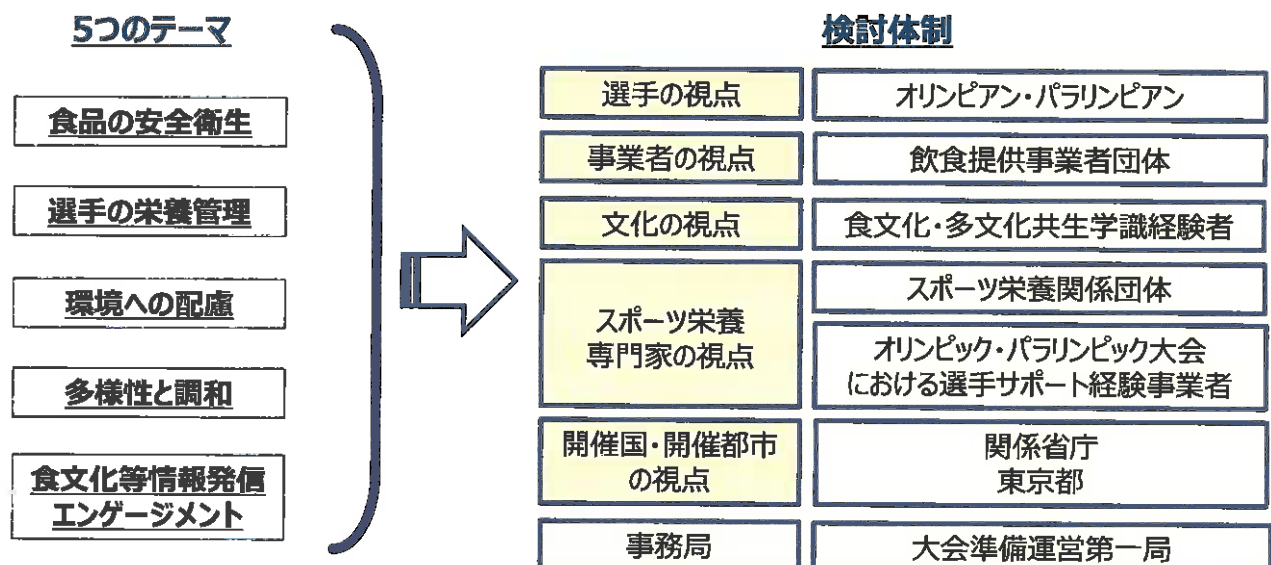 5つのテーマ
食品の安全衛生
選手の栄養管理
環境への配慮
多様性と調和
食文化等情報発信
エンゲージメント
検討体制
選手の視点
オリンピアン・パラリンピアン
事業者の視点
飲食提供事業者団体
文化の視点
食文化・多文化共生学識経験者
スポーツ栄養
専門家の視点
スポーツ栄養関係団体
オリンピック・パラリンピック大会
における選手サポート経験事業者
開催国・開催都市
の視点
関係省庁
東京都
事務局
大会準備運営第一局